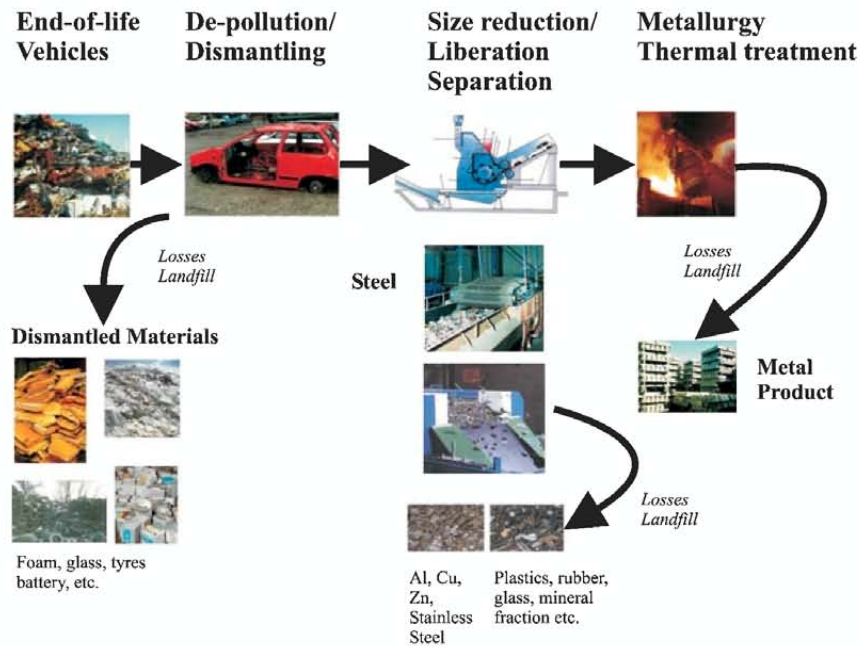 End-of-life
Vehicles
De-pollution/
Dismantling
Size reduction/
Liberation
Separation
Metallurgy
Thermal treatment
Losses
Landfill
Dismantled Materials
Foam, glass, tyres
battery, etc.
Steel
Losses
Landfill
Al, Cu,
Zn,
Stainless
Steel
Plastics, rubber,
glass, mineral
fraction etc.
Losses
Landfill
Metal
Product